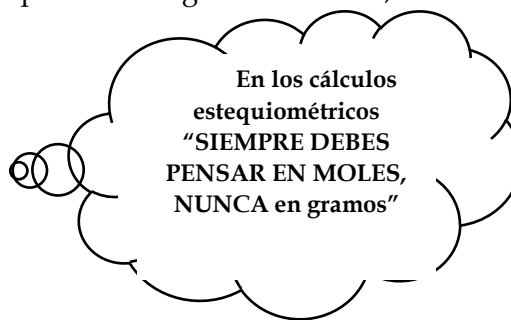 En los cálculos
estequiométricos
“SIEMPRE DEBES
PENSAR EN MOLES,
NUNCA en gramos”